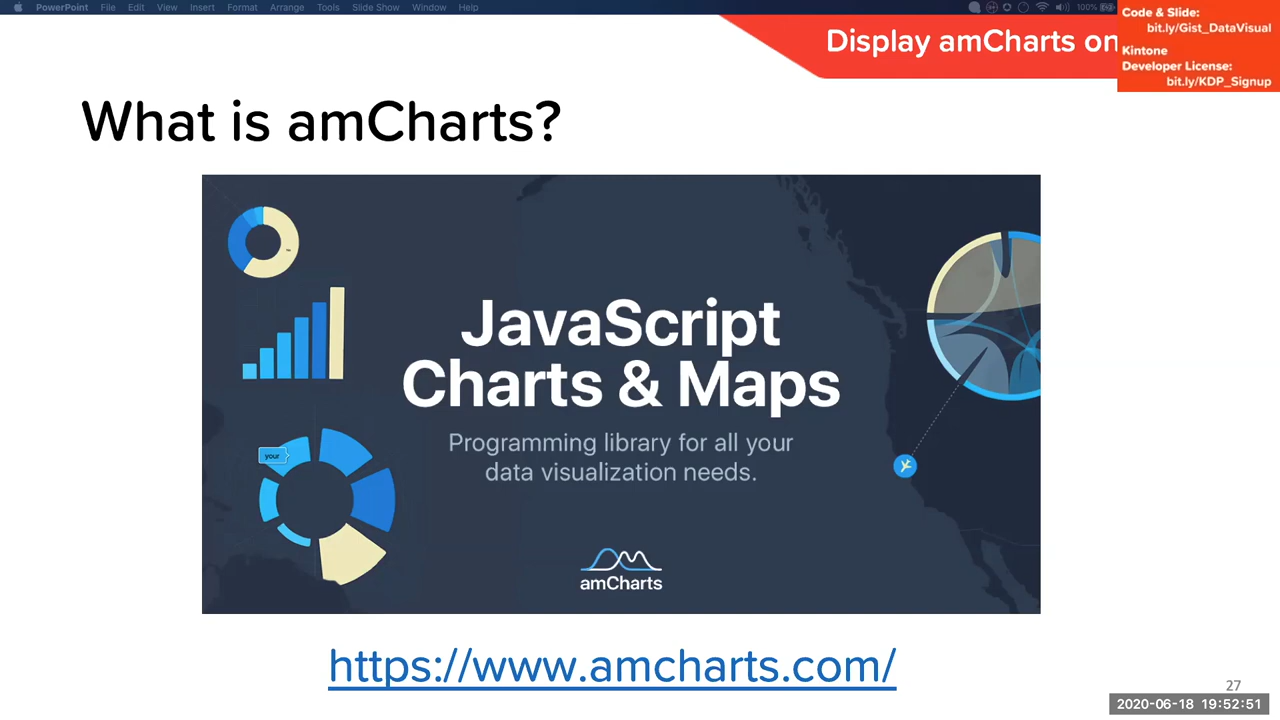 PowerPoint File Edit View Insert Format Arrange Tools Slide Show Window Help 100%
Display amCharts on
Code & Slide:
bit.ly/Gist_DataVisual
Kintone
Developer License:
bit.ly/KDP_Signup
What is amCharts?
your
JavaScript
Charts & Maps
Programming library for all your
data visualization needs.
amCharts
https://www.amcharts.com/
27
2020-06-18 19:52:51